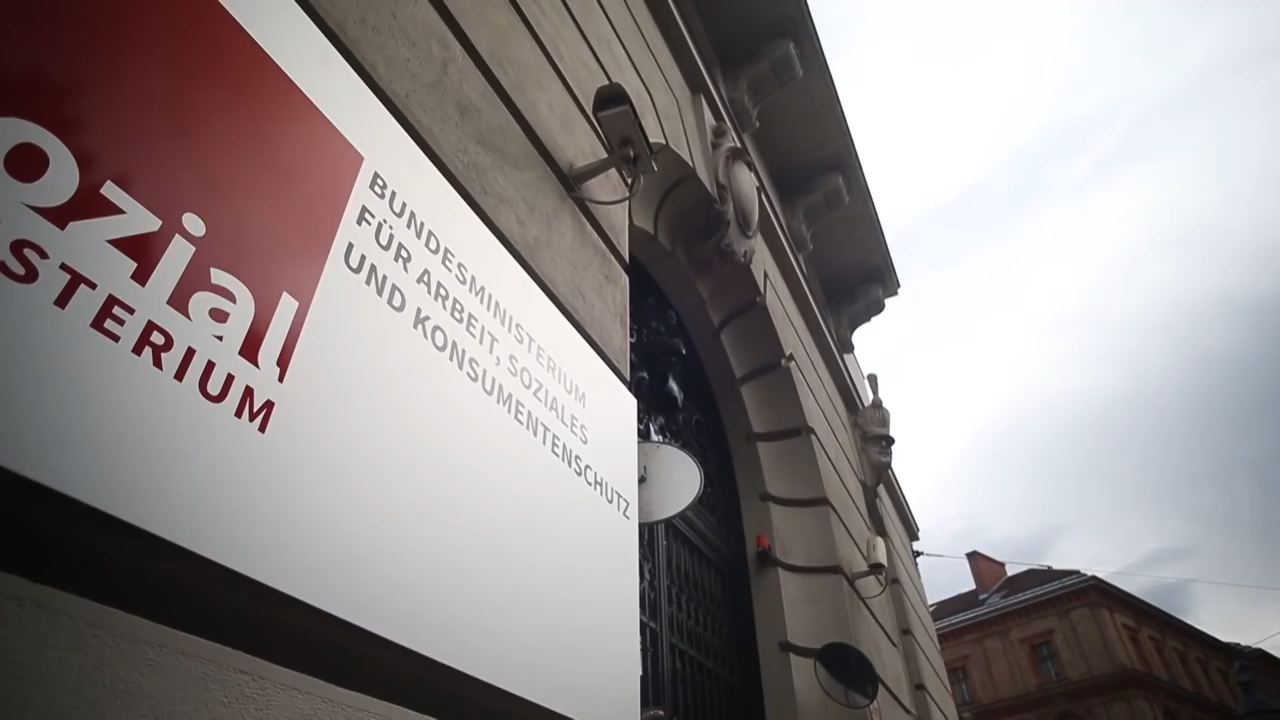 ozial
STERIUM
BUNDESMINISTERIUM
FÜR ARBEIT, SOZIALES
UND KONSUMENTENSCHUTZ